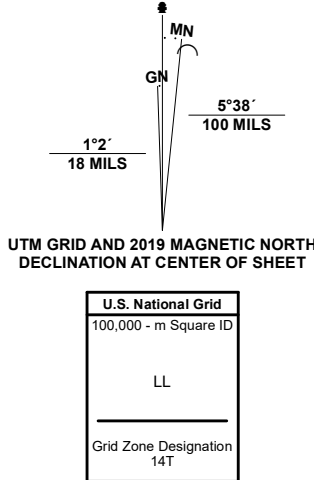 MN
GN
5°38´
100 MILS
1°2´
18 MILS
UTM GRID AND 2019 MAGNETIC NORTH
DECLINATION AT CENTER OF SHEET
U.S. National Grid
100,000 - m Square ID
LL
Grid Zone Designation
14T